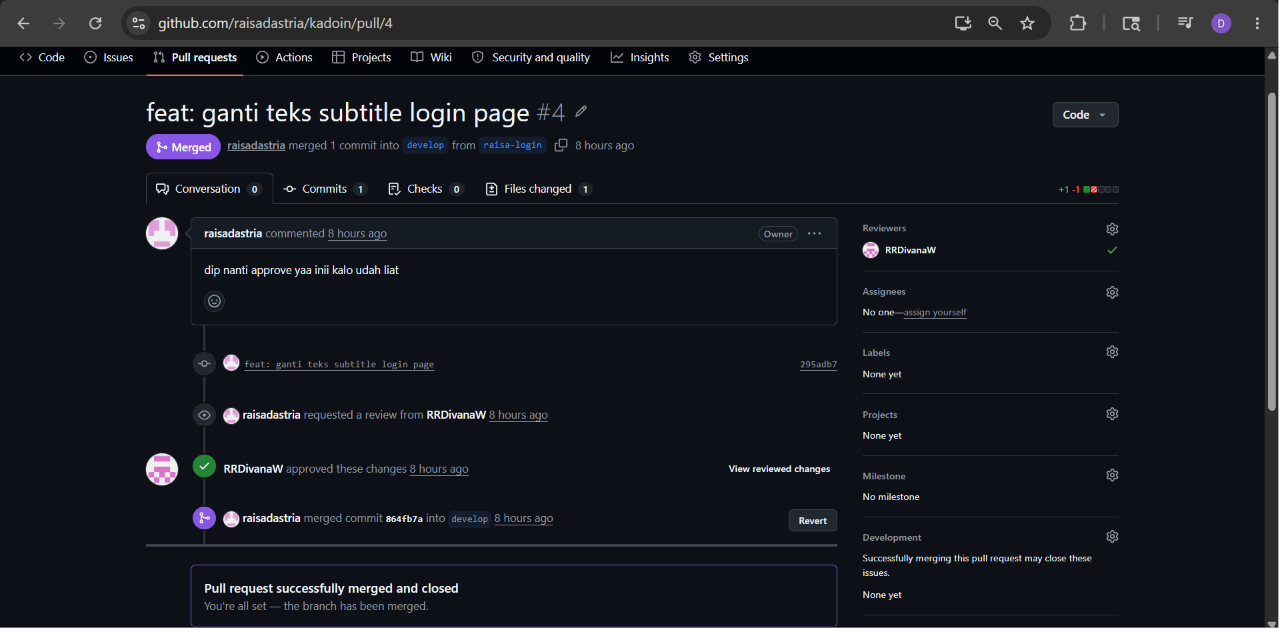 github.com/raisadastria/kadoin/pull/4
D
Code Issues Pull requests Actions Projects Wiki Security and quality Insights Settings
feat: ganti teks subtitle login page #4
Code
Merged raisadastria merged 1 commit into develop from raisa-login 8 hours ago
Conversation 0 Commits 1 Checks 0 Files changed 1
+1 -1
raisadastria commented 8 hours ago
Owner
dip nanti approve yaa inii kalo udah liat
feat: ganti teks subtitle login page
295adb7
raisadastria requested a review from RRDivanaW 8 hours ago
RRDivanaW approved these changes 8 hours ago
View reviewed changes
raisadastria merged commit 864fb7a into develop 8 hours ago
Revert
Pull request successfully merged and closed
You're all set — the branch has been merged.
Reviewers
RRDivanaW
Assignees
No one—assign yourself
Labels
None yet
Projects
None yet
Milestone
No milestone
Development
Successfully merging this pull request may close these
issues.
None yet